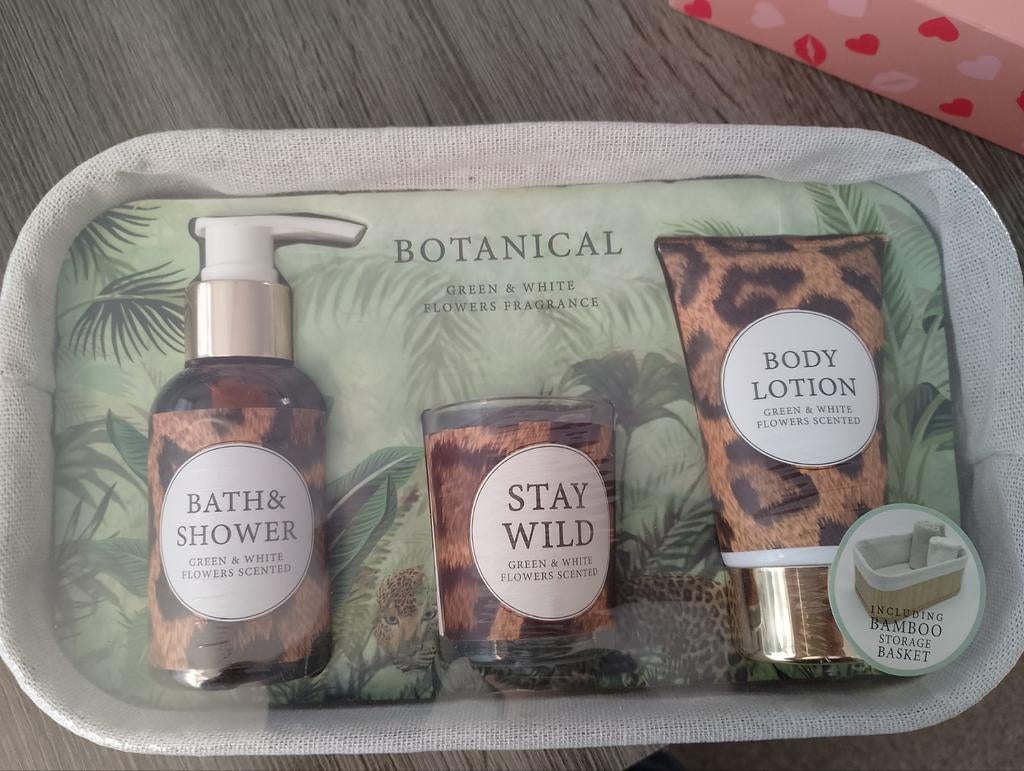 BOTANICAL
GREEN & WHITE
FLOWERS FRAGRANCE
BATH&
SHOWER
GREEN & WHITE
FLOWERS SCENTED
STAY
WILD
GREEN & WHITE
FLOWERS SCENTED
BODY
LOTION
GREEN & WHITE
FLOWERS SCENTED
INCLUDING
BAMBOO
STORAGE
BASKET